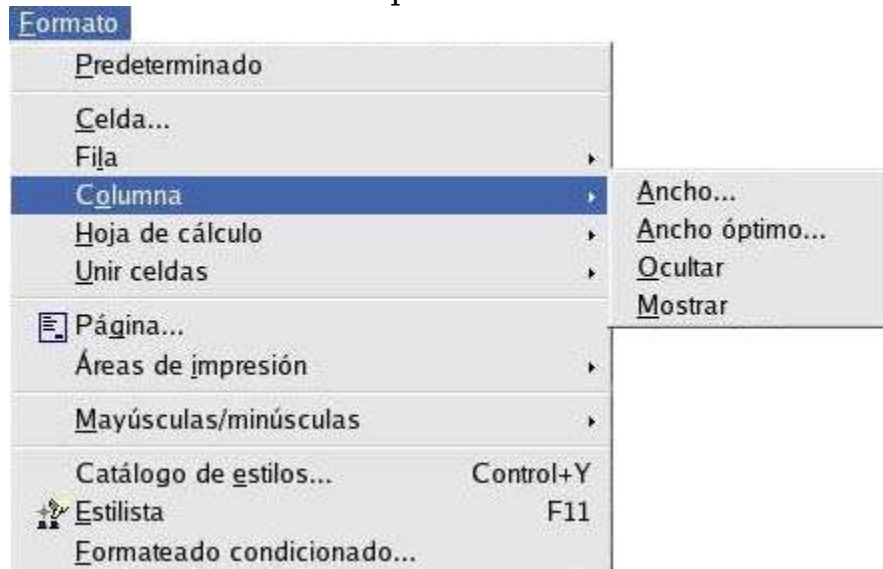 Formato
Predeterminado
Celda...
Fila
Columna
Hoja de cálculo
Unir celdas
Página...
Áreas de impresión
Mayúsculas/minúsculas
Catálogo de estilos... Control+Y
Estilista F11
Formateado condicionado...
Ancho...
Ancho óptimo...
Ocultar
Mostrar